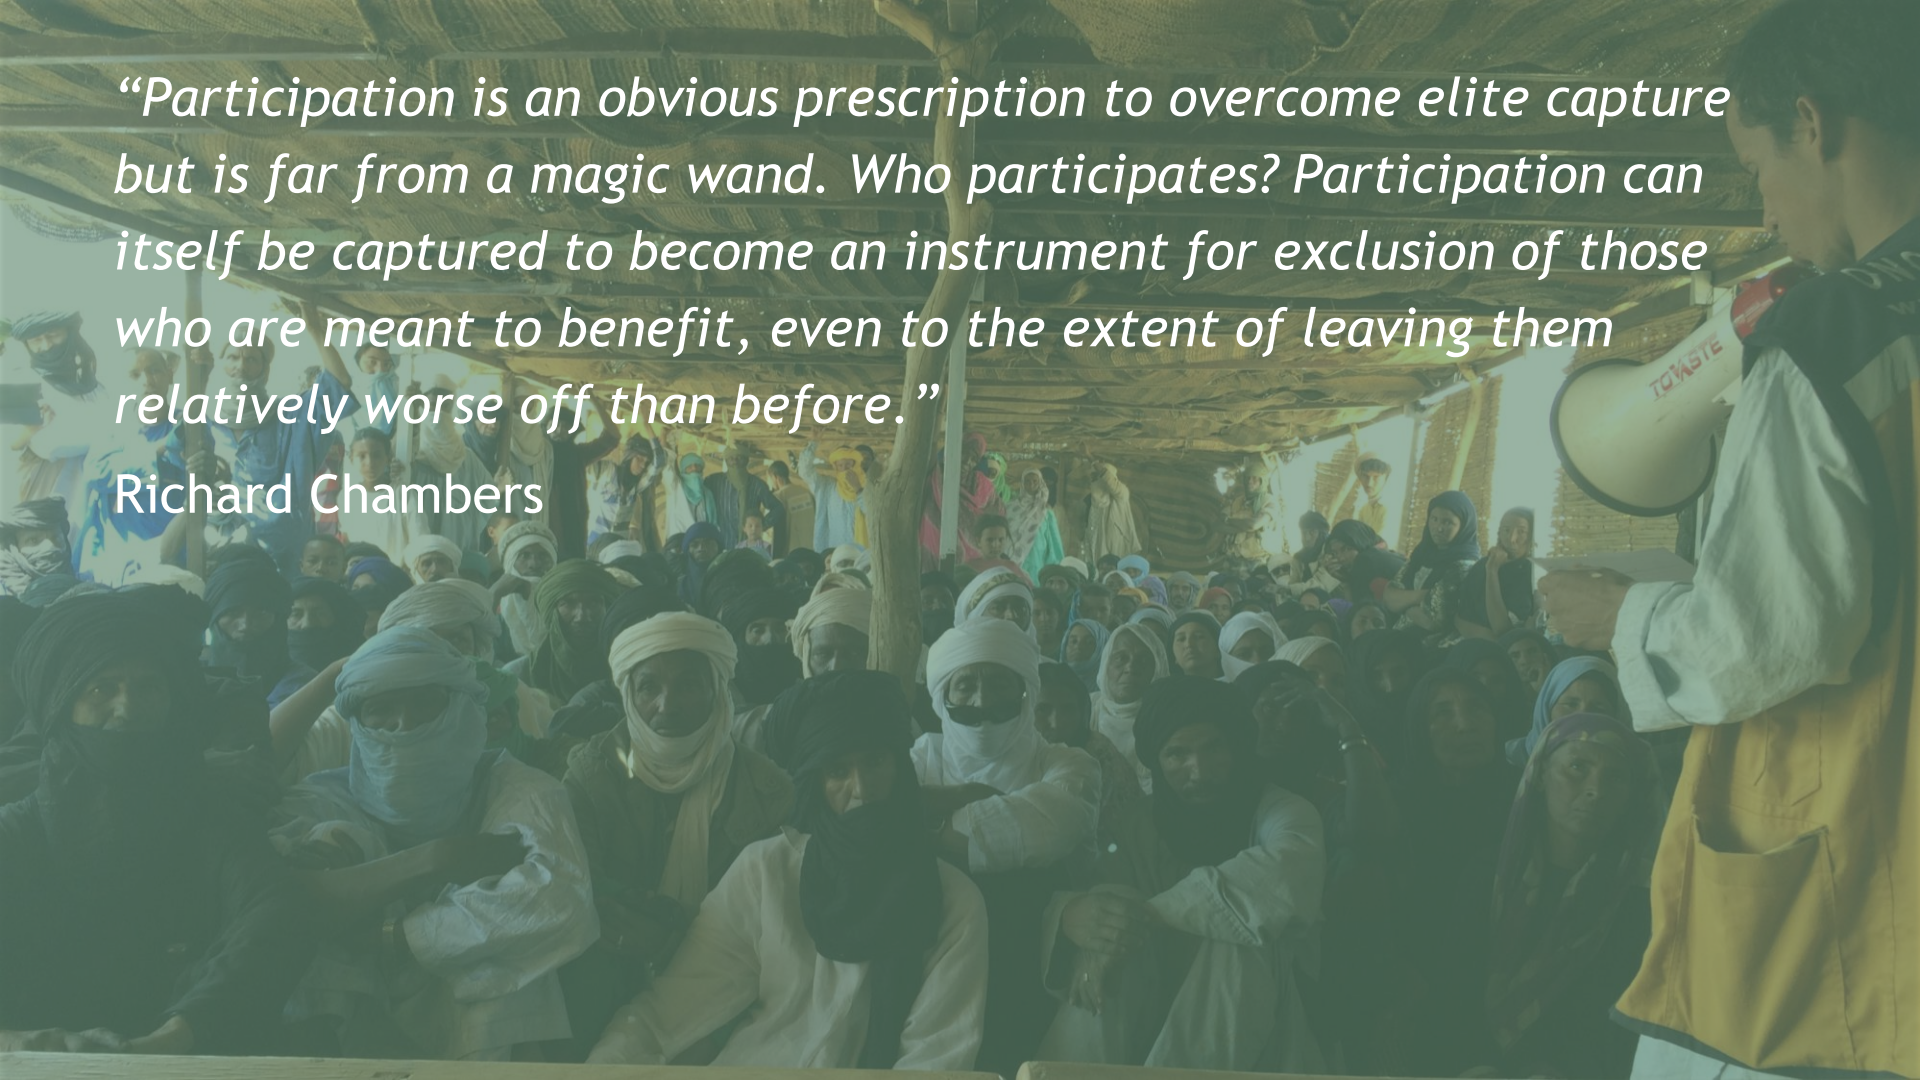 “Participation is an obvious prescription to overcome elite capture
but is far from a magic wand. Who participates? Participation can
itself be captured to become an instrument for exclusion of those
who are meant to benefit, even to the extent of leaving them
relatively worse off than before.”
Richard Chambers
TOVASTE